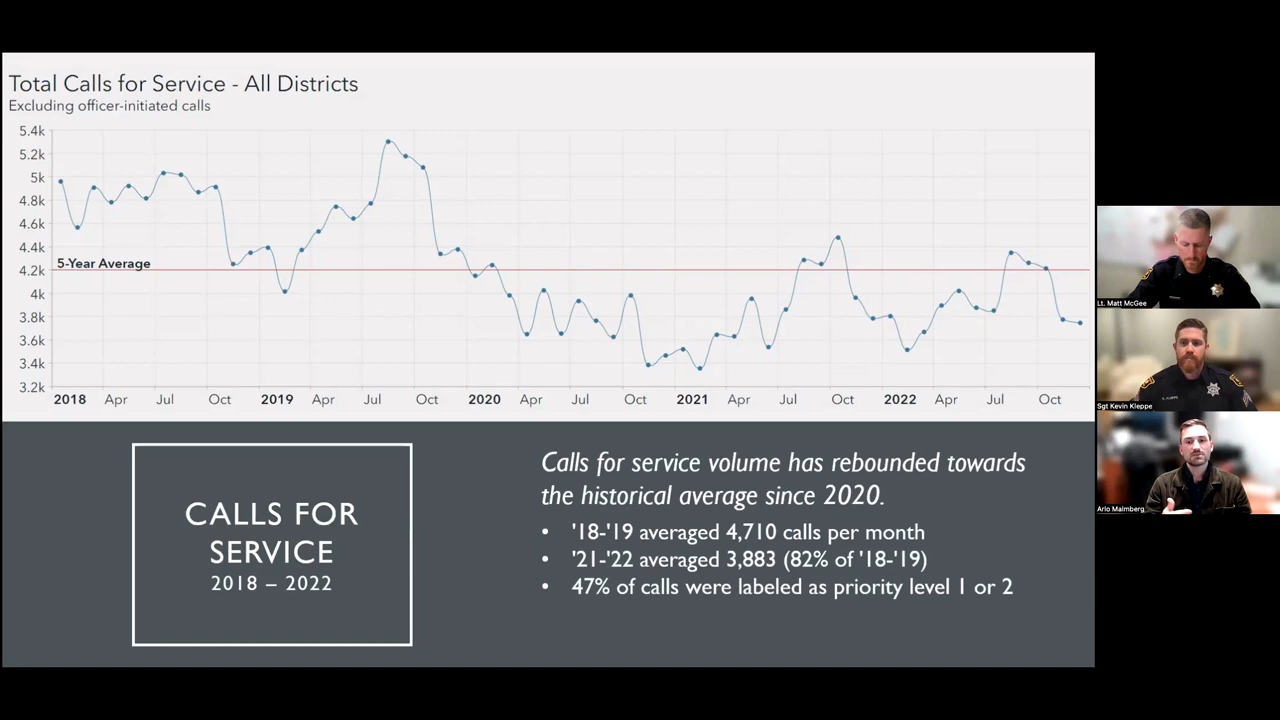 Total Calls for Service - All Districts
Excluding officer-initiated calls
5.4k
5.2k
5k
4.8k
4.6k
4.4k
5-Year Average
4.2k
4k
3.8k
3.6k
3.4k
3.2k
2018 Apr Jul Oct 2019 Apr Jul Oct 2020 Apr Jul Oct 2021 Apr Jul Oct 2022 Apr Jul Oct
CALLS FOR
SERVICE
2018 – 2022
Calls for service volume has rebounded towards
the historical average since 2020.
• '18-'19 averaged 4,710 calls per month
• '21-'22 averaged 3,883 (82% of '18-'19)
• 47% of calls were labeled as priority level 1 or 2
Lt. Matt McGee
Sgt Kevin Kleppe
Arlo Malmberg